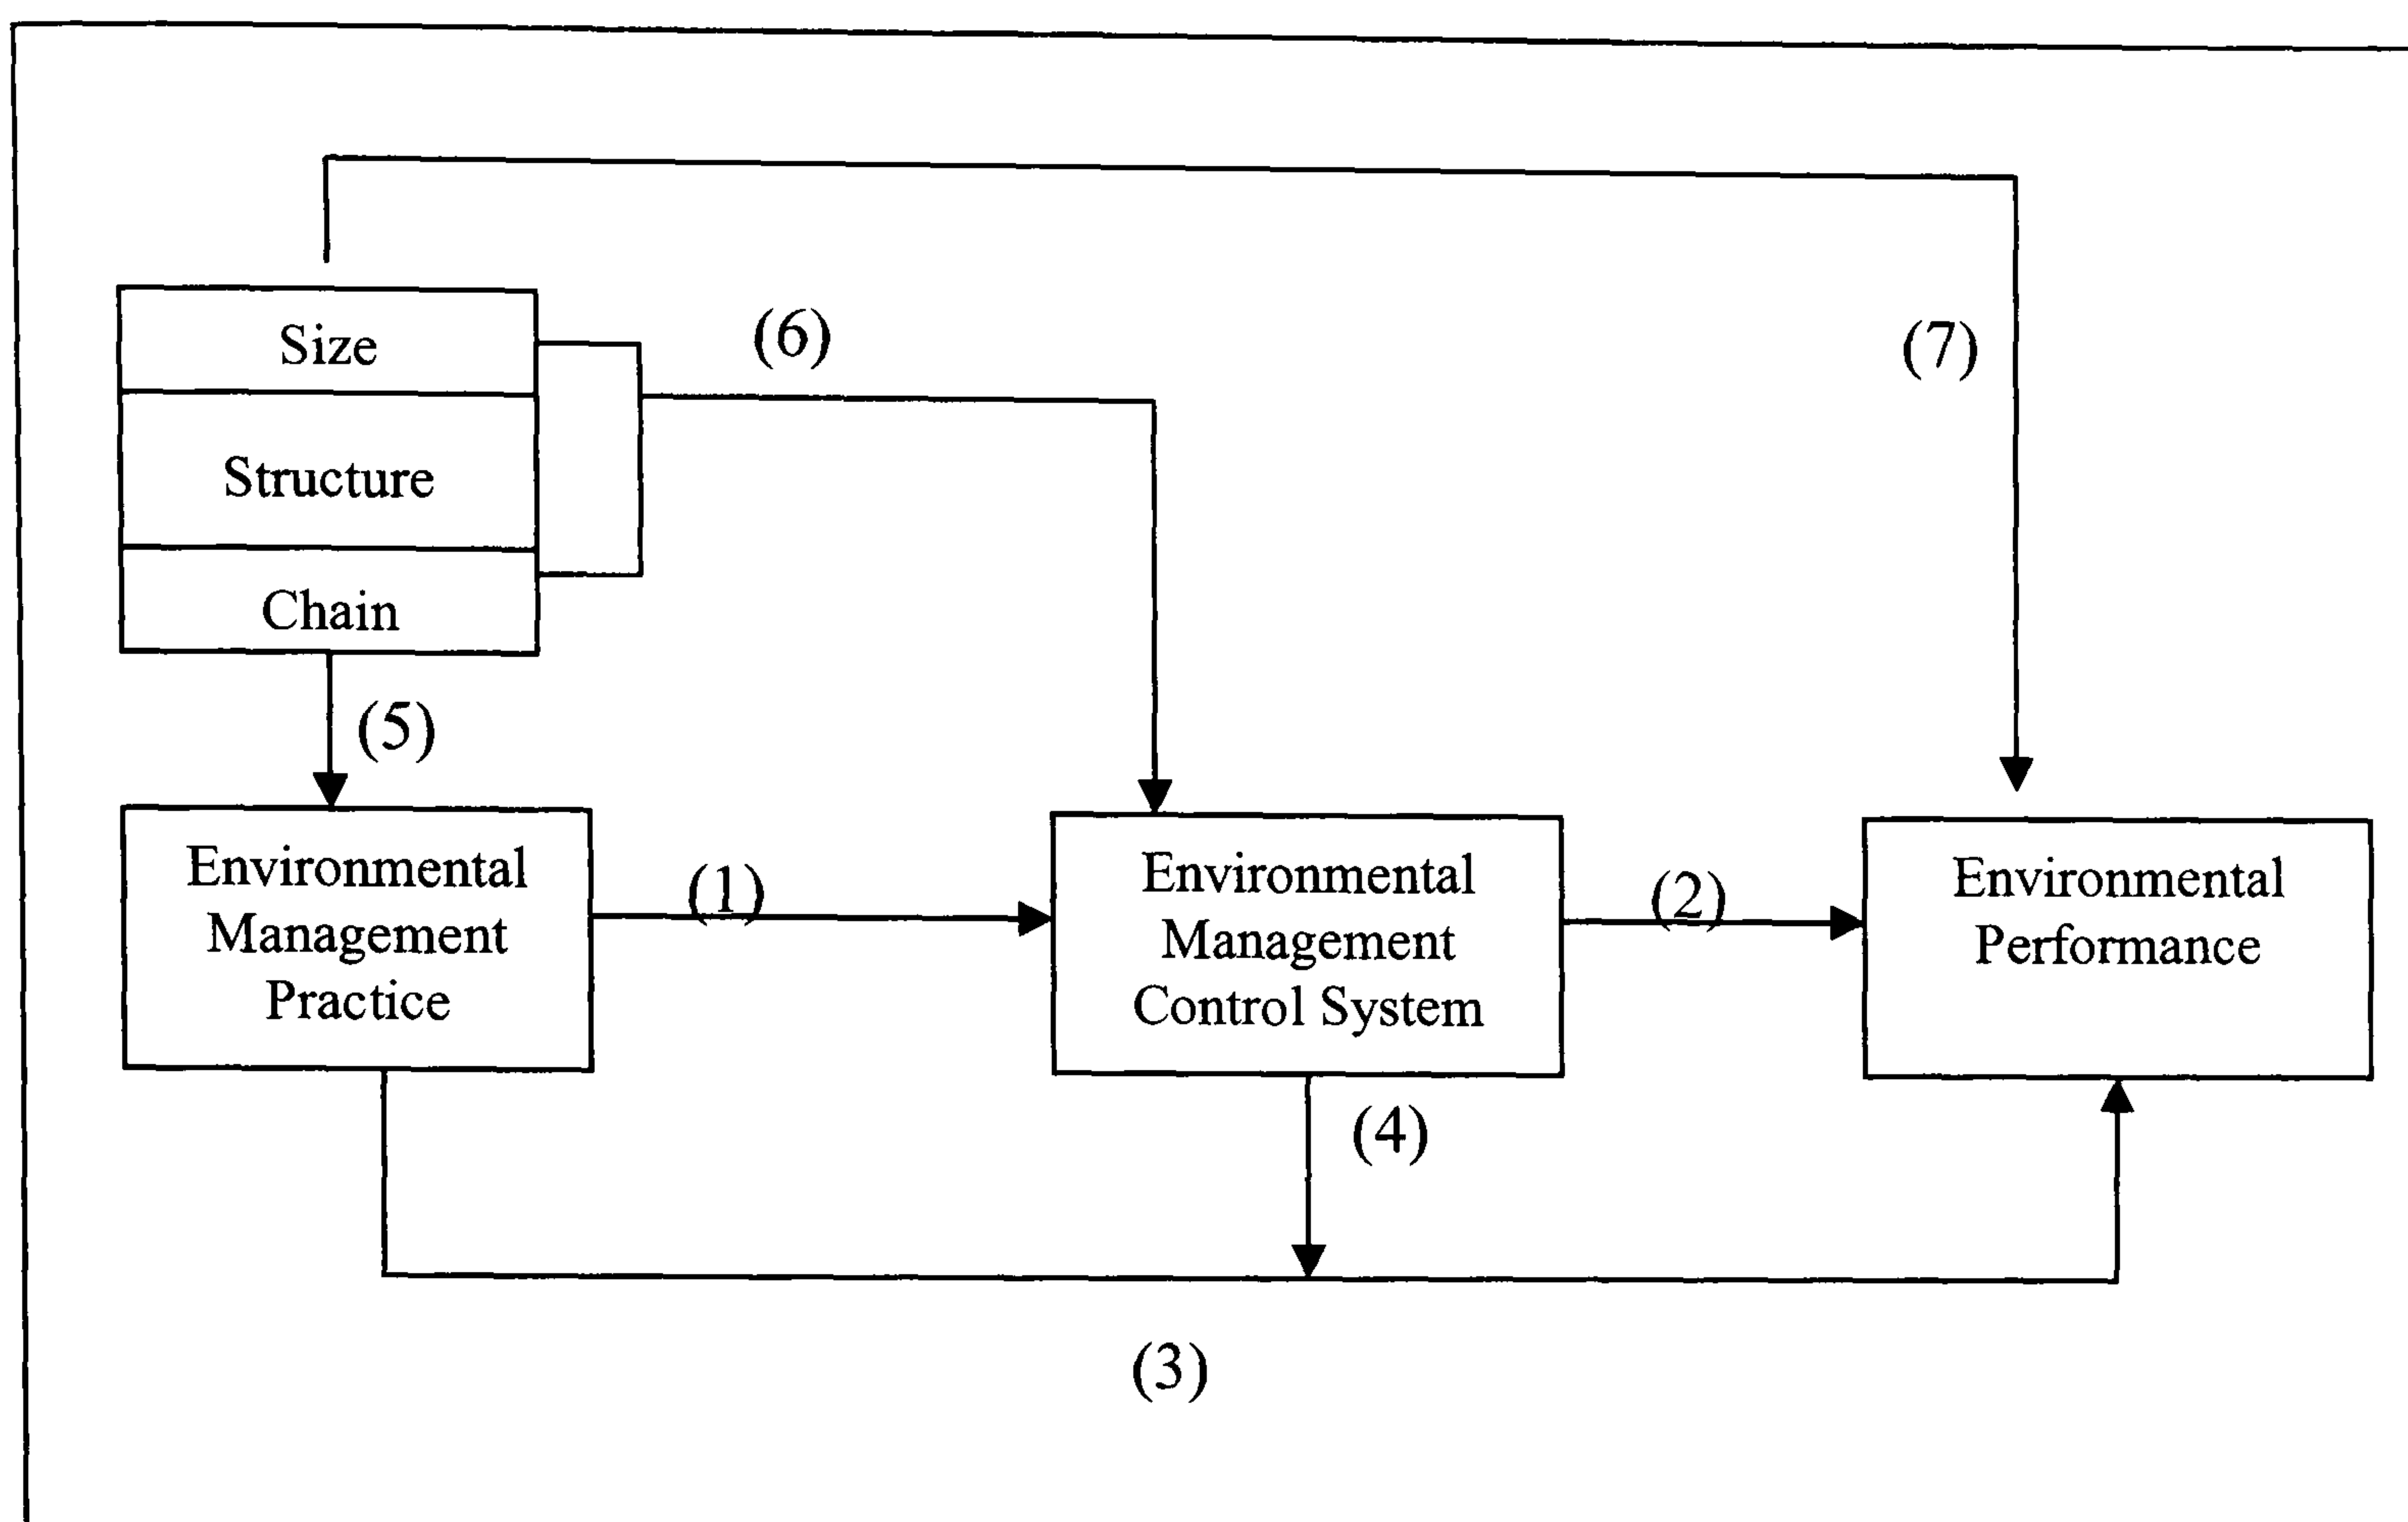 (6)
(7)
Size
Structure
Chain
(5)
Environmental
Management
Practice
(1)
Environmental
Management
Control System
(2)
Environmental
Performance
(4)
(3)